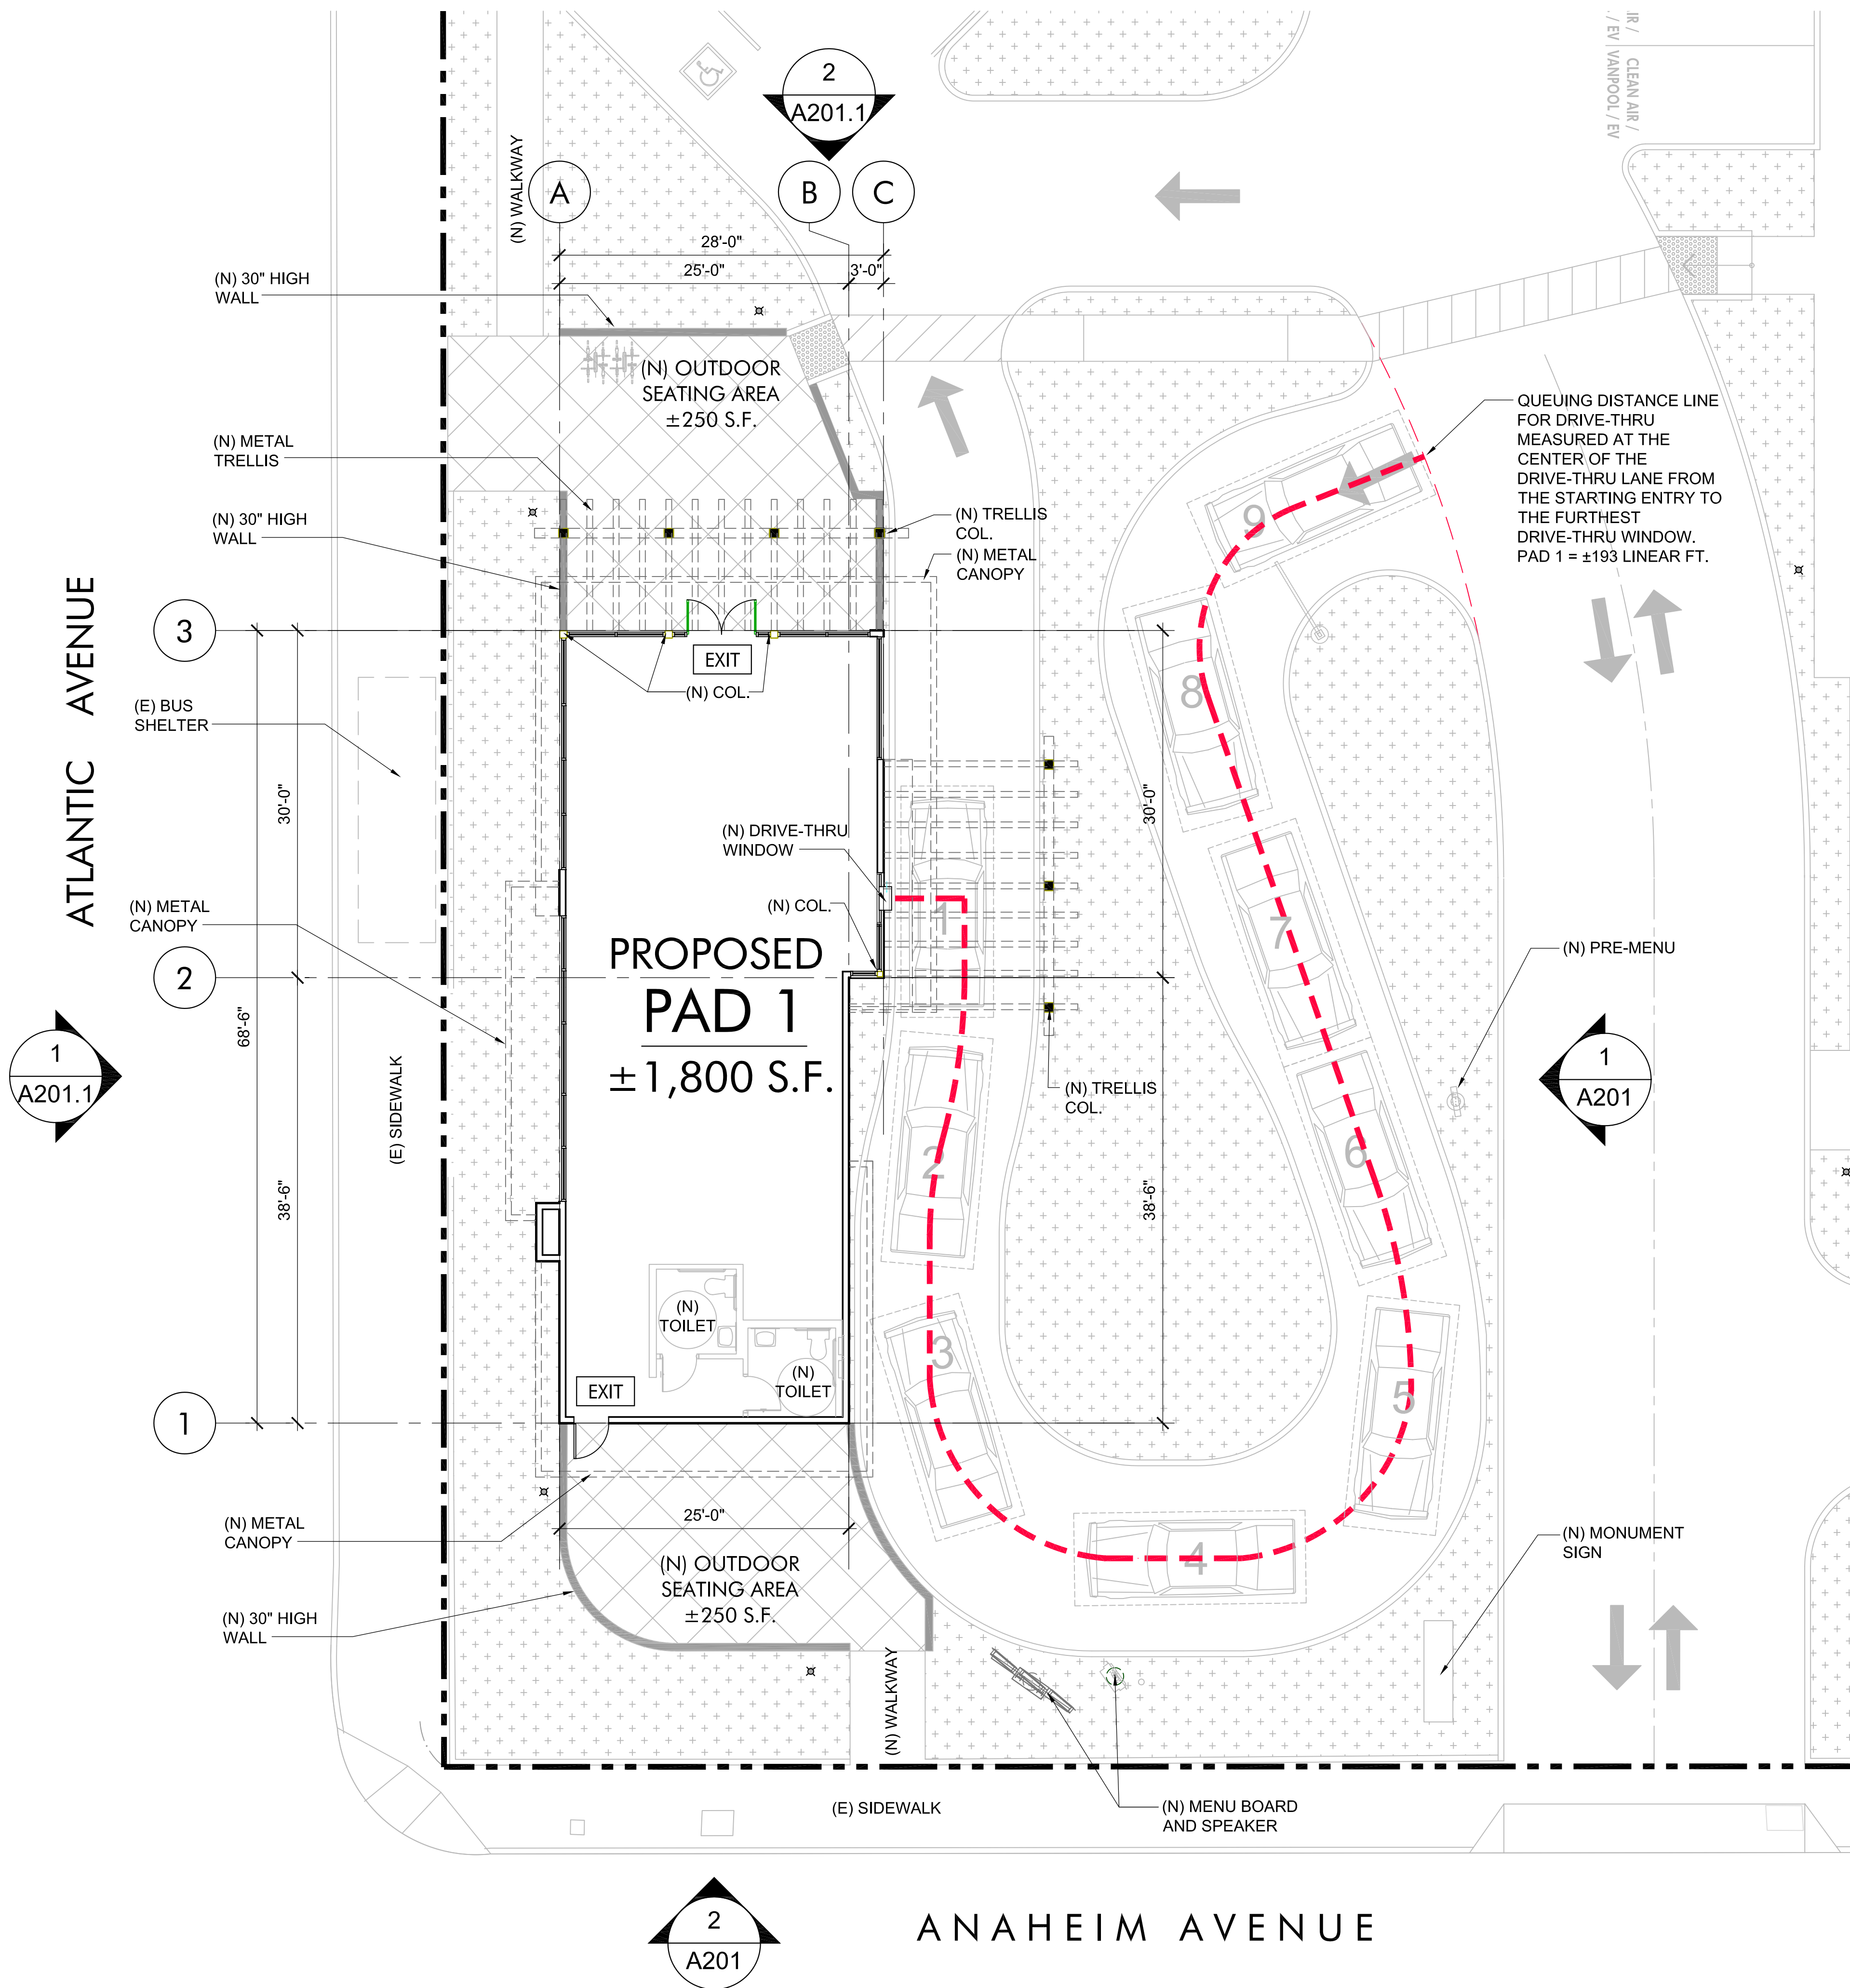 IR /
/ EV
CLEAN AIR /
VANPOOL / EV
2
A201.1
(N) WALKWAY
A
B
C
28'-0"
25'-0"
3'-0"
(N) 30" HIGH
WALL
(N) OUTDOOR
SEATING AREA
±250 S.F.
QUEUING DISTANCE LINE
FOR DRIVE-THRU
MEASURED AT THE
CENTER OF THE
DRIVE-THRU LANE FROM
THE STARTING ENTRY TO
THE FURTHEST
DRIVE-THRU WINDOW.
PAD 1 = ±193 LINEAR FT.
(N) METAL
TRELLIS
(N) 30" HIGH
WALL
(N) TRELLIS
COL.
(N) METAL
CANOPY
9
3
EXIT
(N) COL.
8
ATLANTIC AVENUE
(E) BUS
SHELTER
30'-0"
30'-0"
(N) DRIVE-THRU
WINDOW
(N) METAL
CANOPY
(N) COL.
1
7
PROPOSED
PAD 1
±1,800 S.F.
(N) PRE-MENU
2
68'-6"
1
A201.1
1
A201
(E) SIDEWALK
(N) TRELLIS
COL.
2
6
38'-6"
38'-6"
(N)
TOILET
3
(N)
TOILET
EXIT
5
1
(N) METAL
CANOPY
25'-0"
4
(N) MONUMENT
SIGN
(N) OUTDOOR
SEATING AREA
±250 S.F.
(N) 30" HIGH
WALL
(N) WALKWAY
(E) SIDEWALK
(N) MENU BOARD
AND SPEAKER
2
A201
ANAHEIM AVENUE